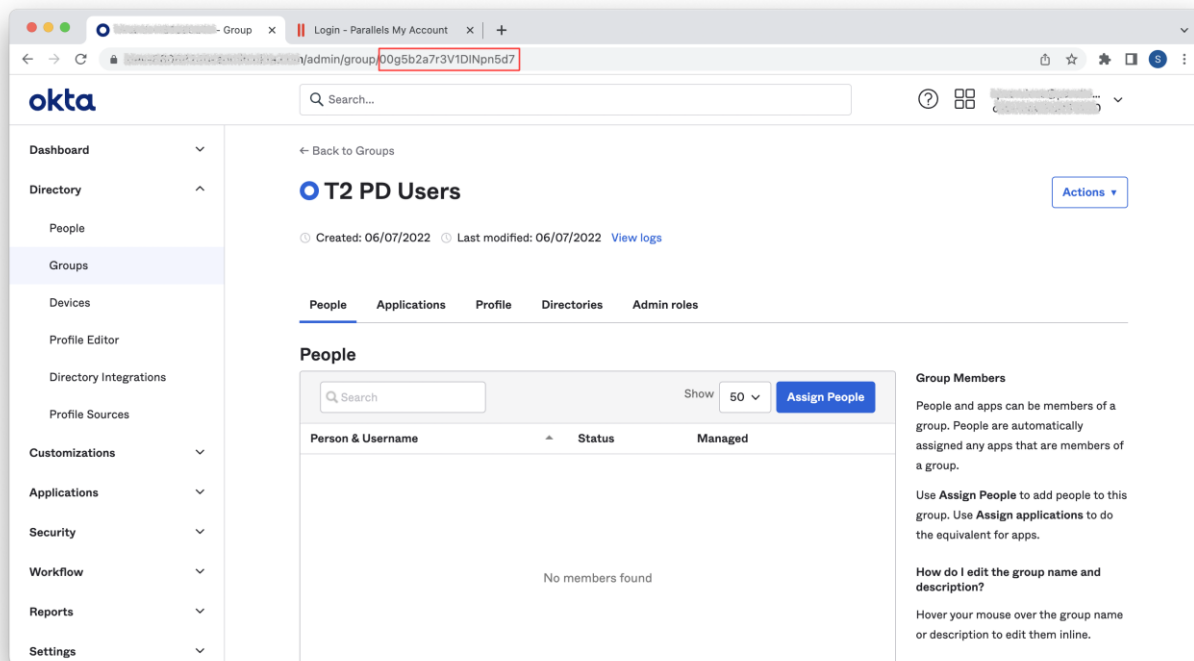 - Group
Login - Parallels My Account
/admin/group/00g5b2a7r3V1DINpn5d7
S
okta
Search...
← Back to Groups
Dashboard
Directory
People
Groups
Devices
Profile Editor
Directory Integrations
Profile Sources
Customizations
Applications
Security
Workflow
Reports
Settings
T2 PD Users
Actions
Created: 06/07/2022 Last modified: 06/07/2022 View logs
People Applications Profile Directories Admin roles
People
Search
Show 50 Assign People
Person & Username Status Managed
No members found
Group Members
People and apps can be members of a
group. People are automatically
assigned any apps that are members of
a group.
Use Assign People to add people to this
group. Use Assign applications to do
the equivalent for apps.
How do I edit the group name and
description?
Hover your mouse over the group name
or description to edit them inline.